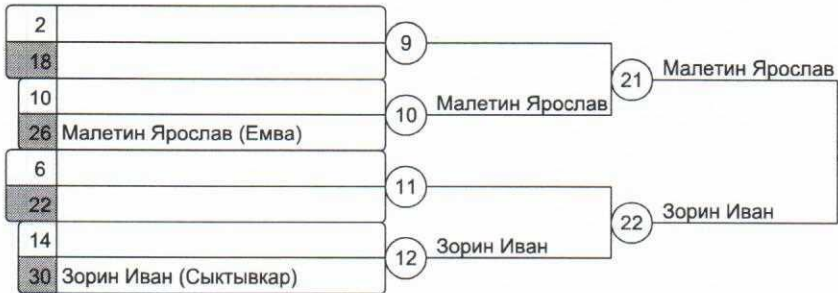 2
9
18
21 Малетин Ярослав
10
10 Малетин Ярослав
26 Малетин Ярослав (Емва)
6
11
22
22 Зорин Иван
14
12 Зорин Иван
30 Зорин Иван (Сыктывкар)